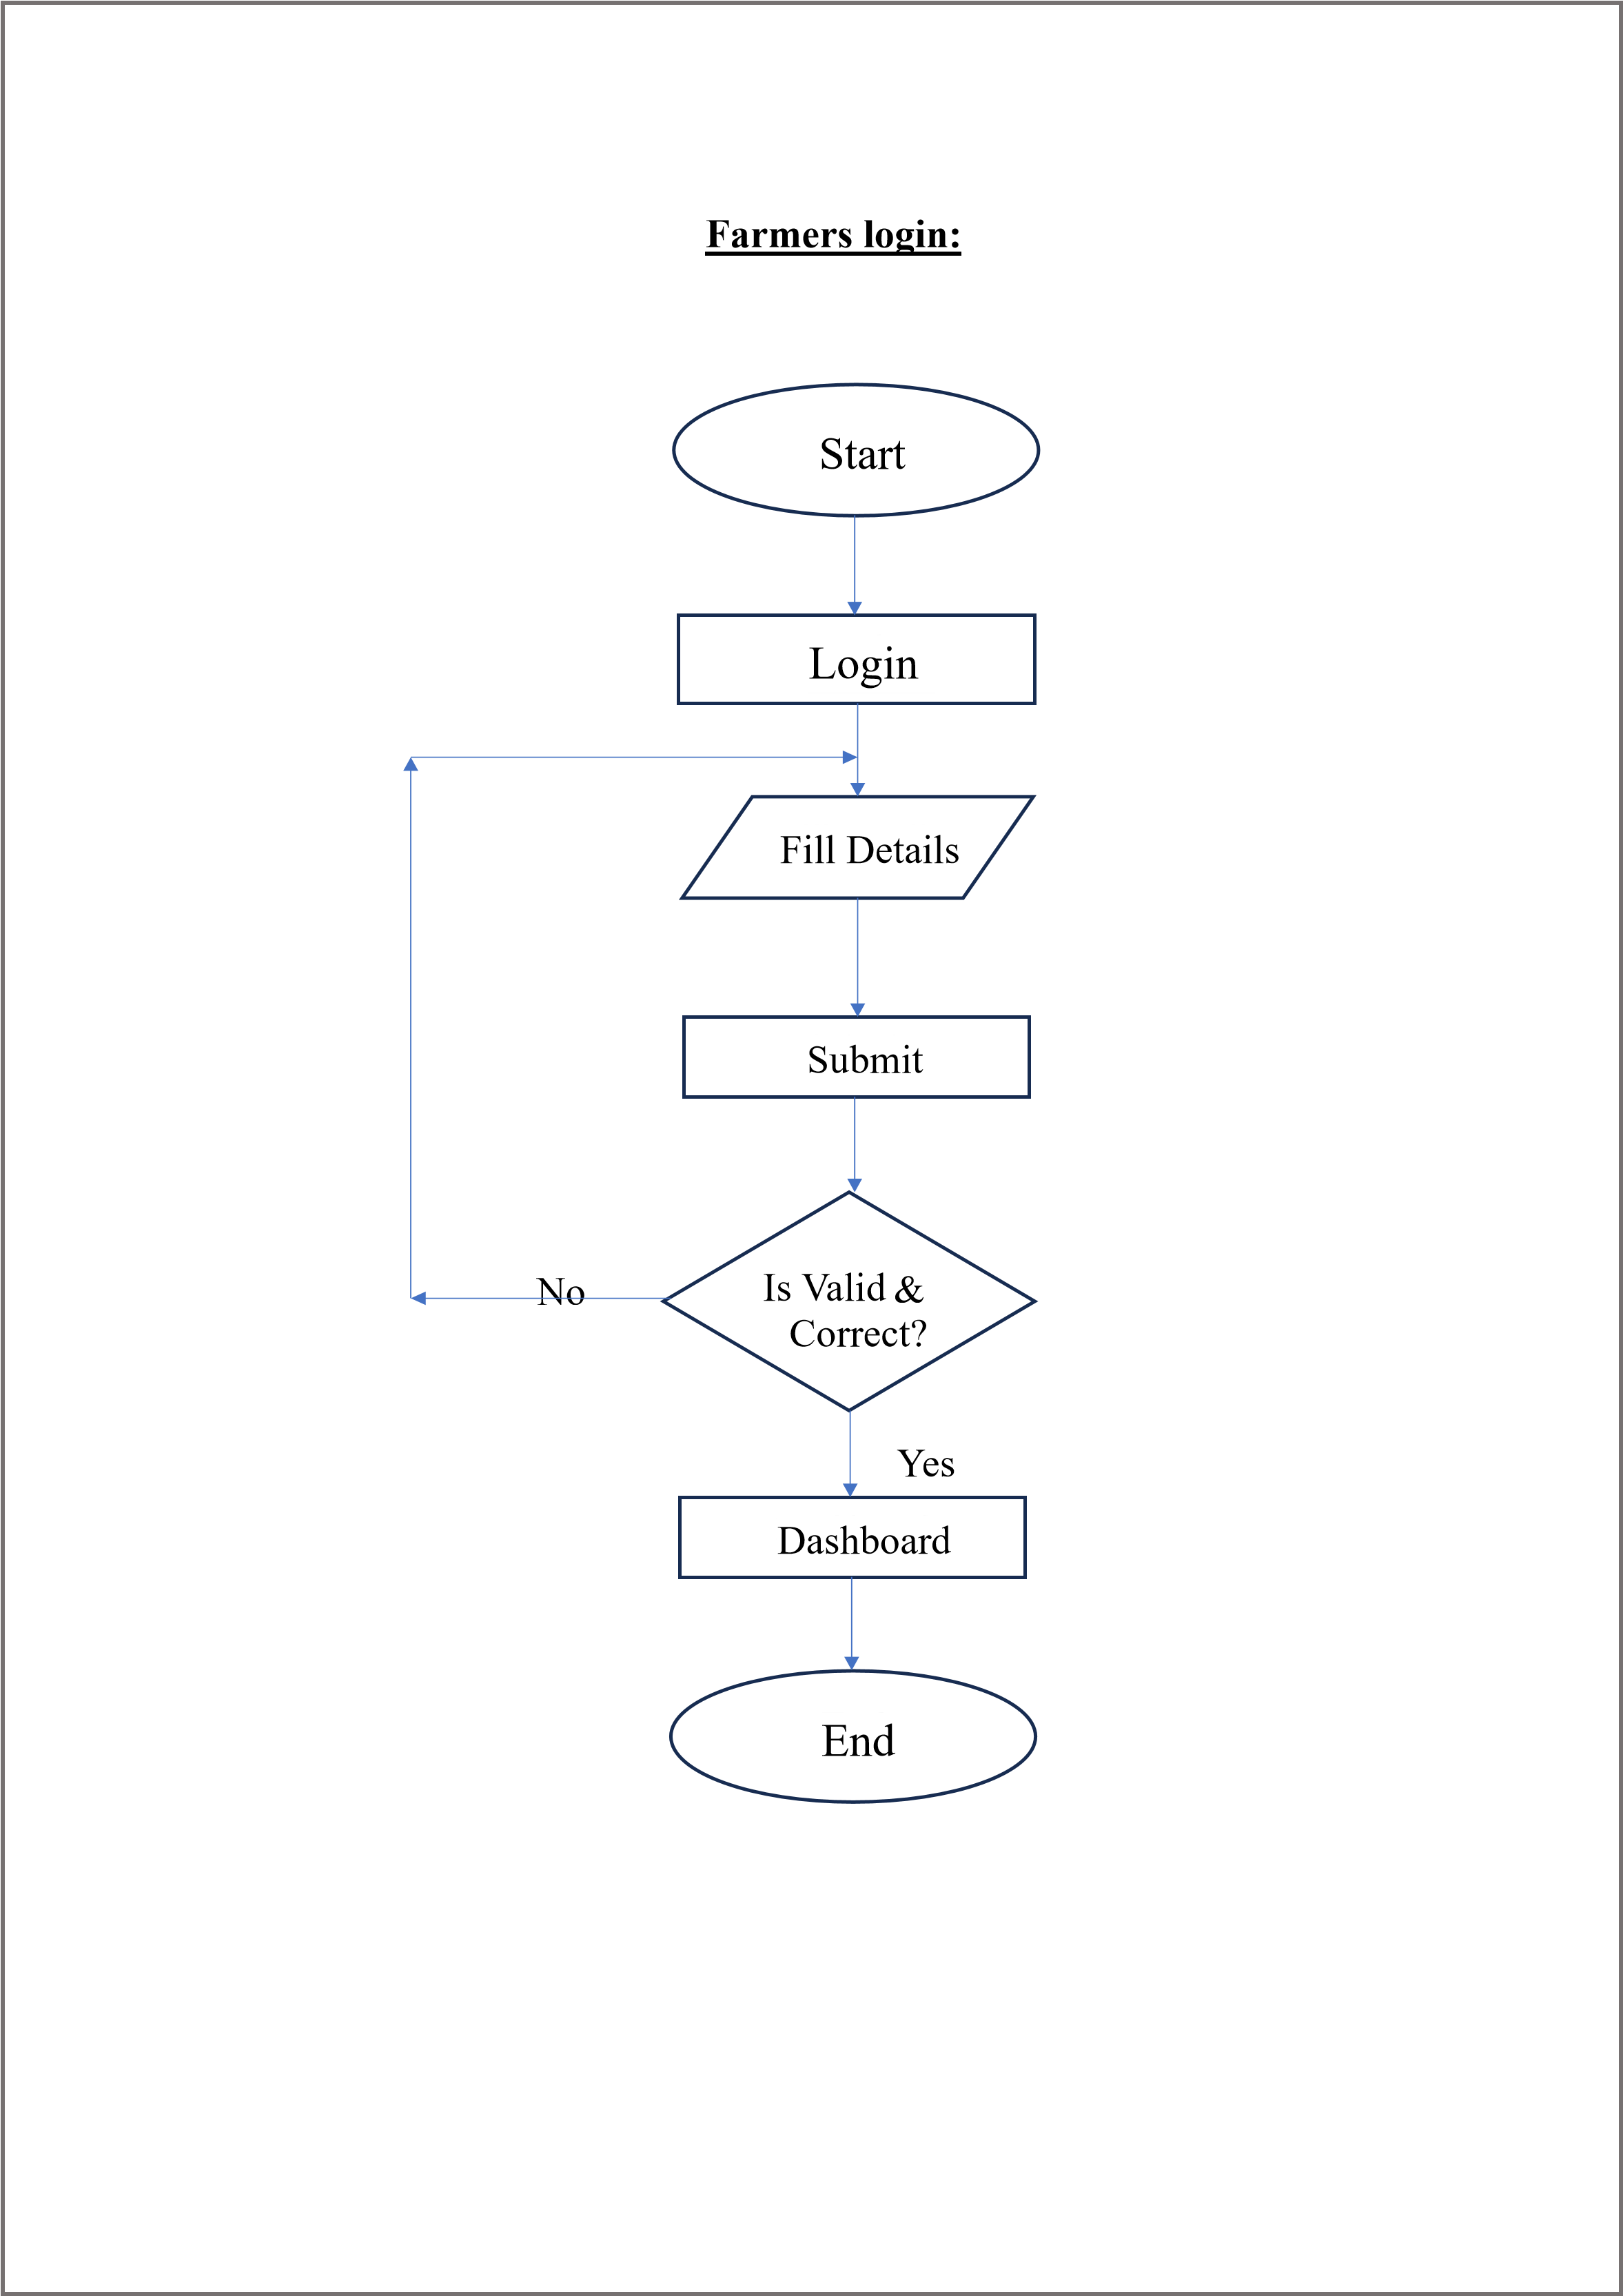 Farmers login:
Start
Login
Fill Details
Submit
Is Valid &
Correct?
No
Yes
Dashboard
End